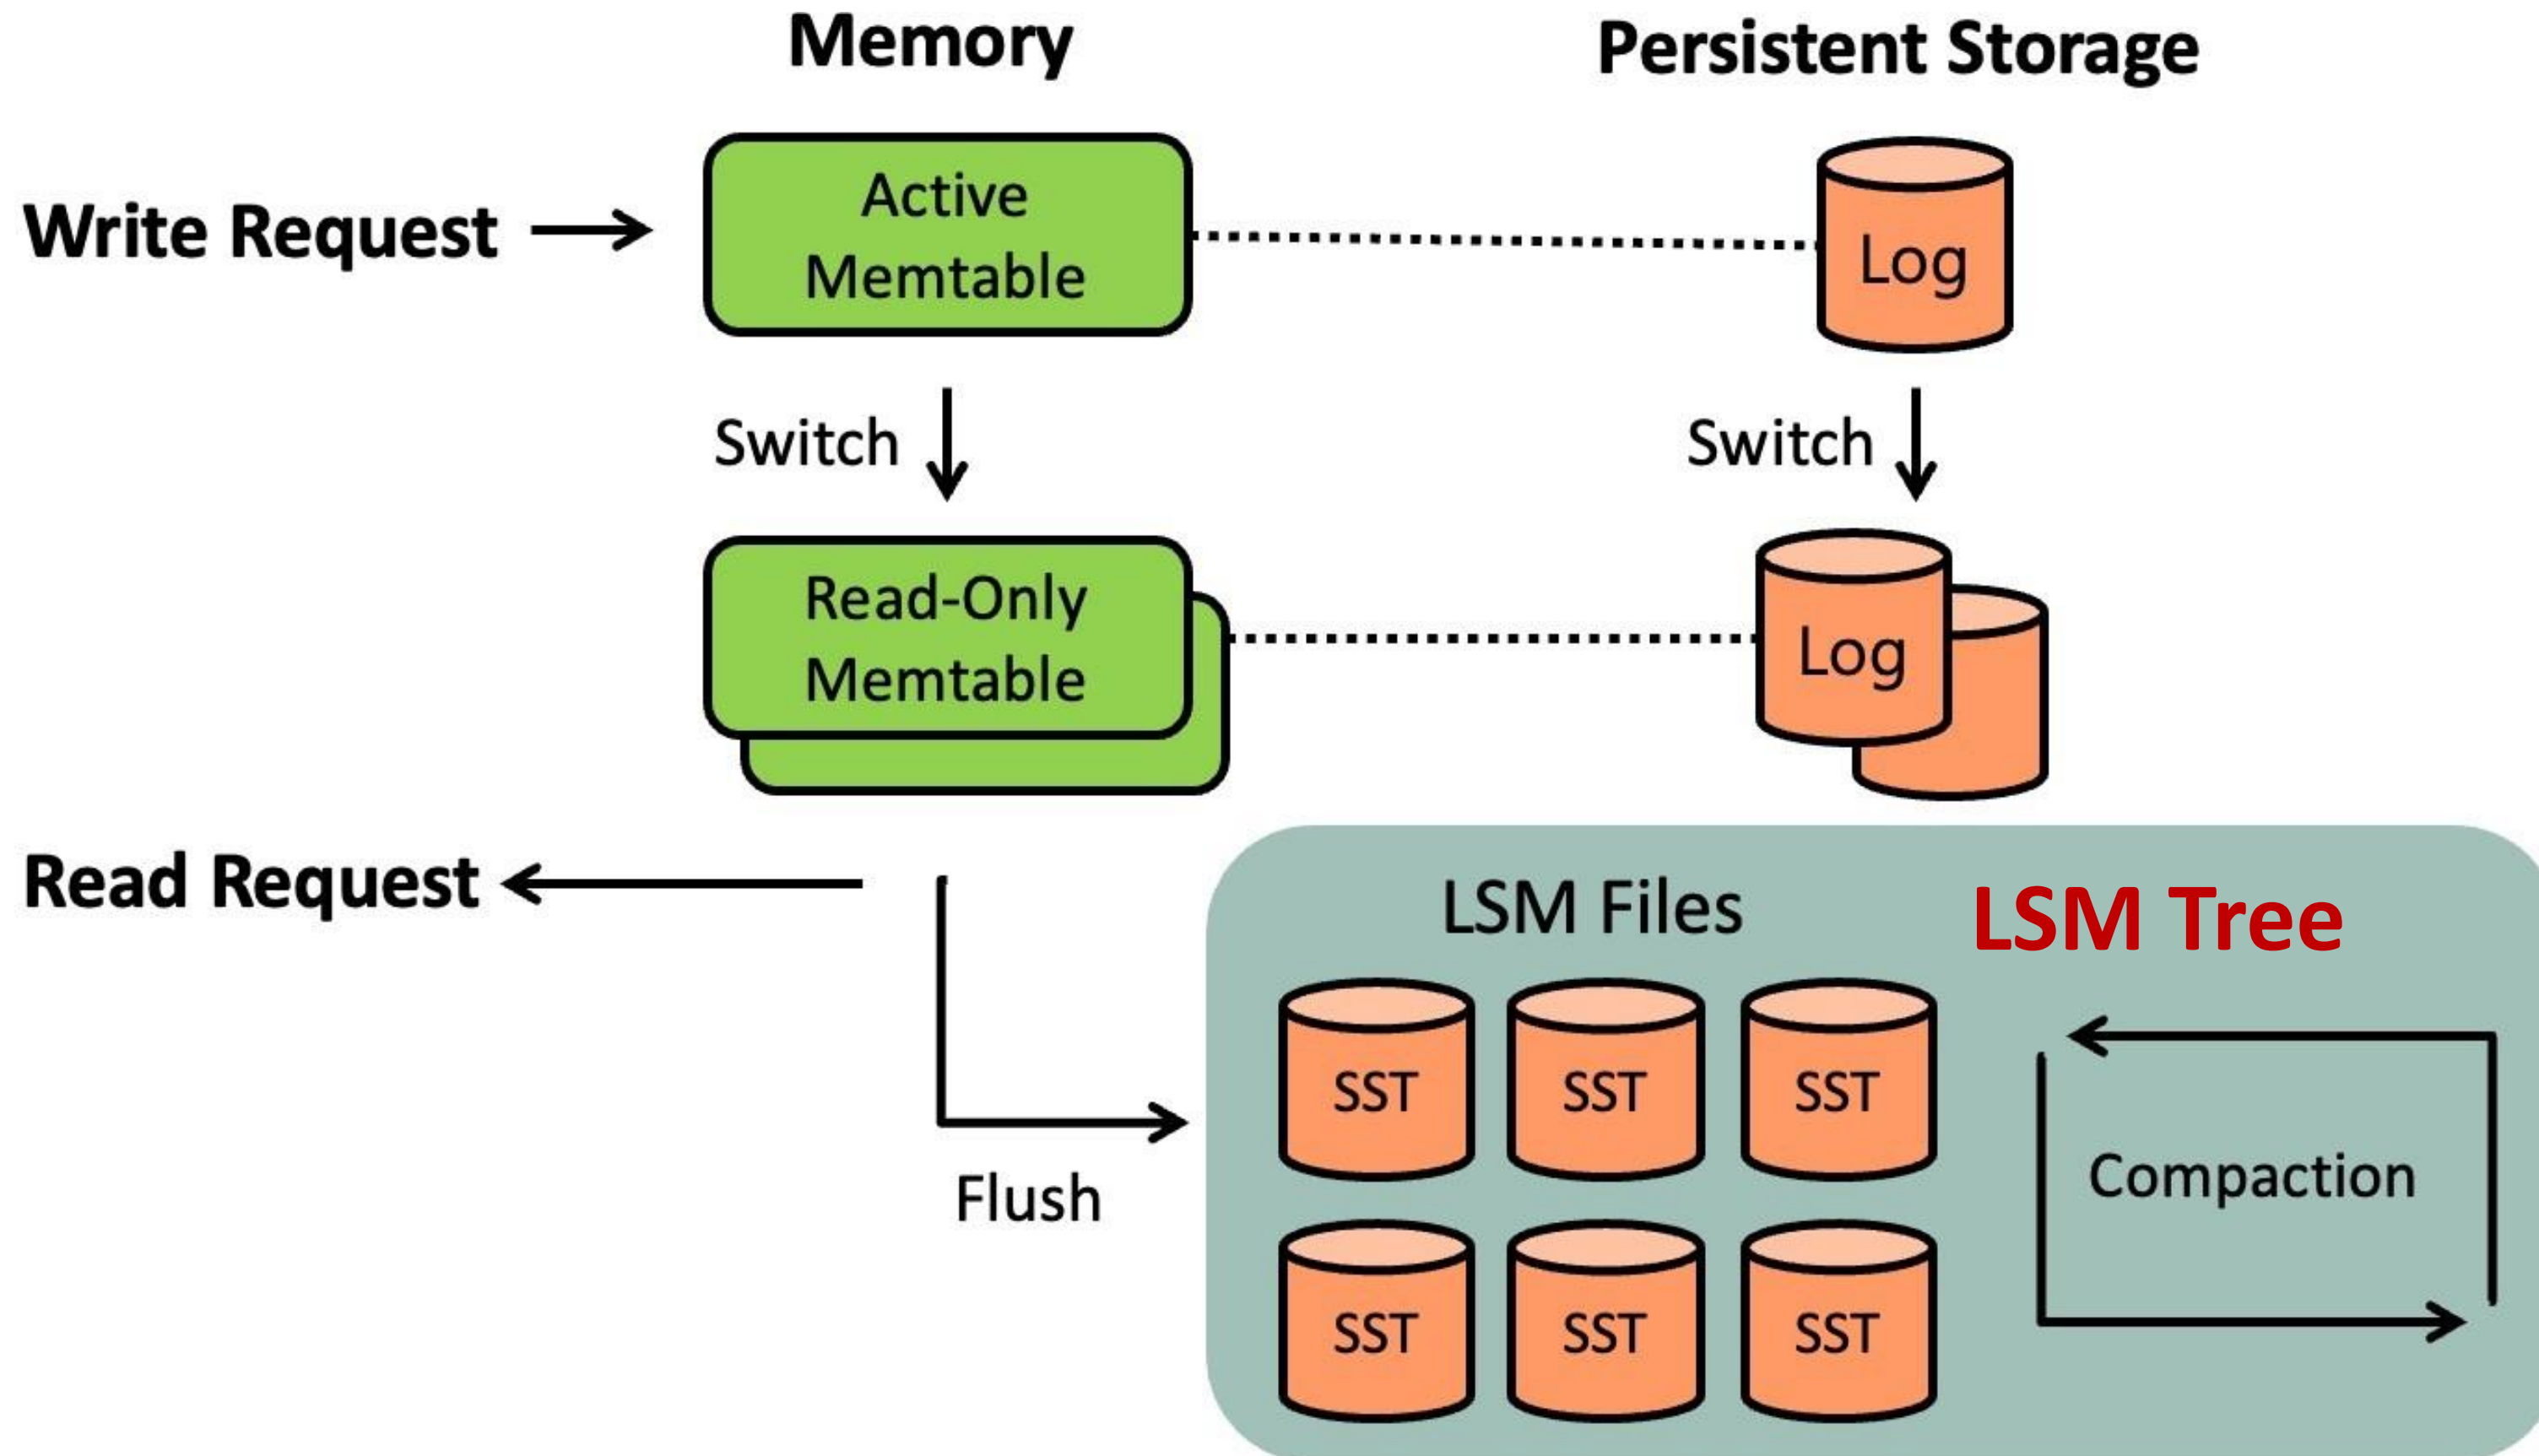 Memory
Persistent Storage
Write Request
Active
Memtable
Log
Switch
Switch
Read-Only
Memtable
Log
Read Request
LSM Files
LSM Tree
SST
SST
SST
Compaction
Flush
SST
SST
SST